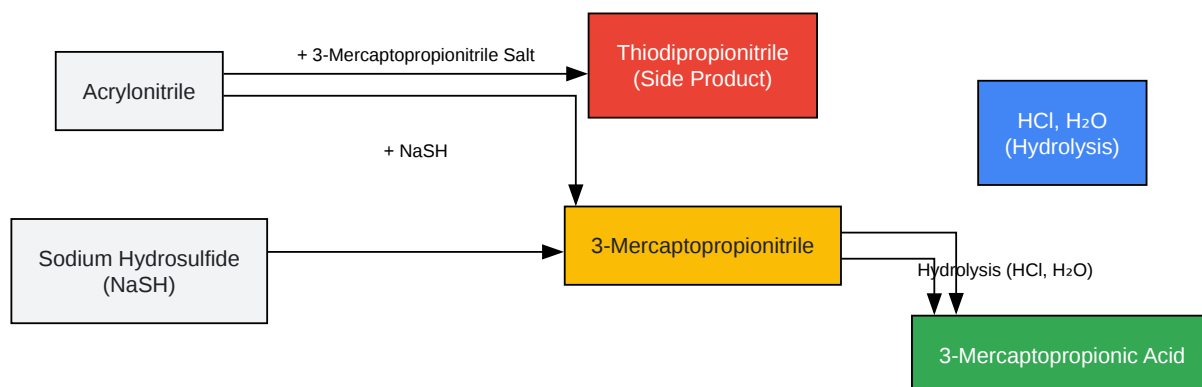 Acrylonitrile
+ 3-Mercaptopropionitrile Salt
Thiodipropionitrile
(Side Product)
HCl, H₂O
(Hydrolysis)
+ NaSH
Sodium Hydrosulfide
(NaSH)
3-Mercaptopropionitrile
Hydrolysis (HCl, H₂O)
3-Mercaptopropionic Acid